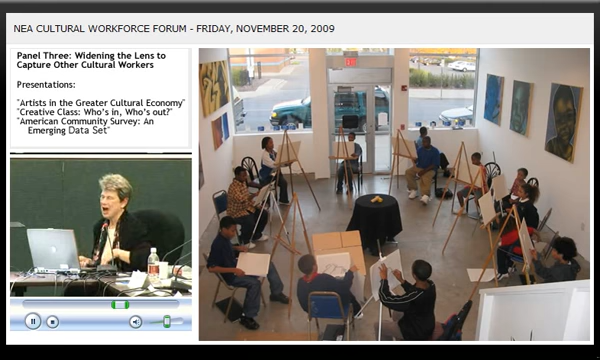 NEA CULTURAL WORKFORCE FORUM - FRIDAY, NOVEMBER 20, 2009
Panel Three: Widening the Lens to
Capture Other Cultural Workers
Presentations:
"Artists in the Greater Cultural Economy"
"Creative Class: Who's in, Who's out?"
"American Community Survey: An
Emerging Data Set"